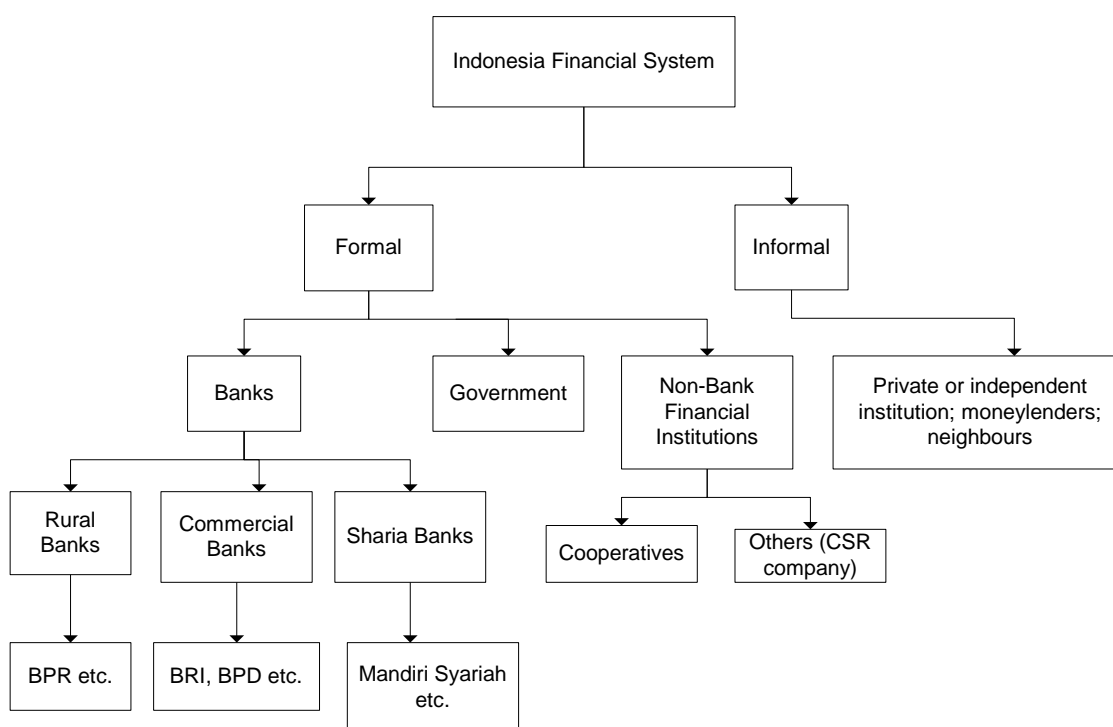 Indonesia Financial System
Formal
Informal
Banks
Government
Non-Bank
Financial
Institutions
Private or independent
institution; moneylenders;
neighbours
Rural
Banks
Commercial
Banks
Sharia Banks
Cooperatives
Others (CSR
company)
BPR etc.
BRI, BPD etc.
Mandiri Syariah
etc.